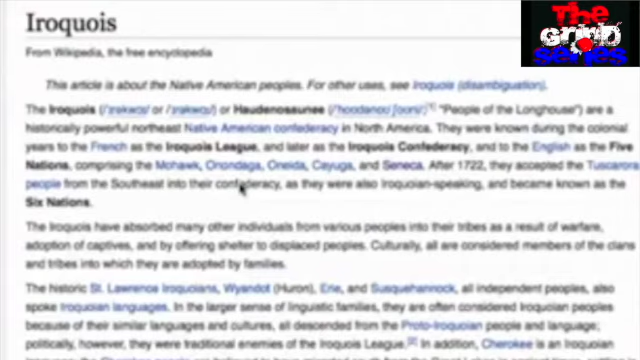 The
Grind
series
Iroquois
From Wikipedia, the free encyclopedia
This article is about the Native American peoples. For other uses, see Iroquois (disambiguation).
The Iroquois (/ˈɪrəkwɔɪ/ or /ˈɪrəkwɑː/) or Haudenosaunee "People of the Longhouse") are a
historically powerful northeast Native American confederacy in North America. They were known during the colonial
years to the French as the Iroquois League, and later as the Iroquois Confederacy, and to the English as the Five
Nations, comprising the Mohawk, Onondaga, Oneida, Cayuga, and Seneca. After 1722, they accepted the Tuscarora
people from the Southeast into their confederacy, as they were also Iroquoian-speaking, and became known as the
Six Nations.
The Iroquois have absorbed many other individuals from various peoples into their tribes as a result of warfare,
adoption of captives, and by offering shelter to displaced peoples. Culturally, all are considered members of the clans
and tribes into which they are adopted by families.
The historic St. Lawrence Iroquoians, Wyandot (Huron), Erie, and Susquehannock, all independent peoples, also
spoke Iroquoian languages. In the larger sense of linguistic families, they are often considered Iroquoian peoples
because of their similar languages and cultures, all descended from the Proto-Iroquoian people and language;
politically, however, they were traditional enemies of the Iroquois League.[2] In addition, Cherokee is an Iroquoian